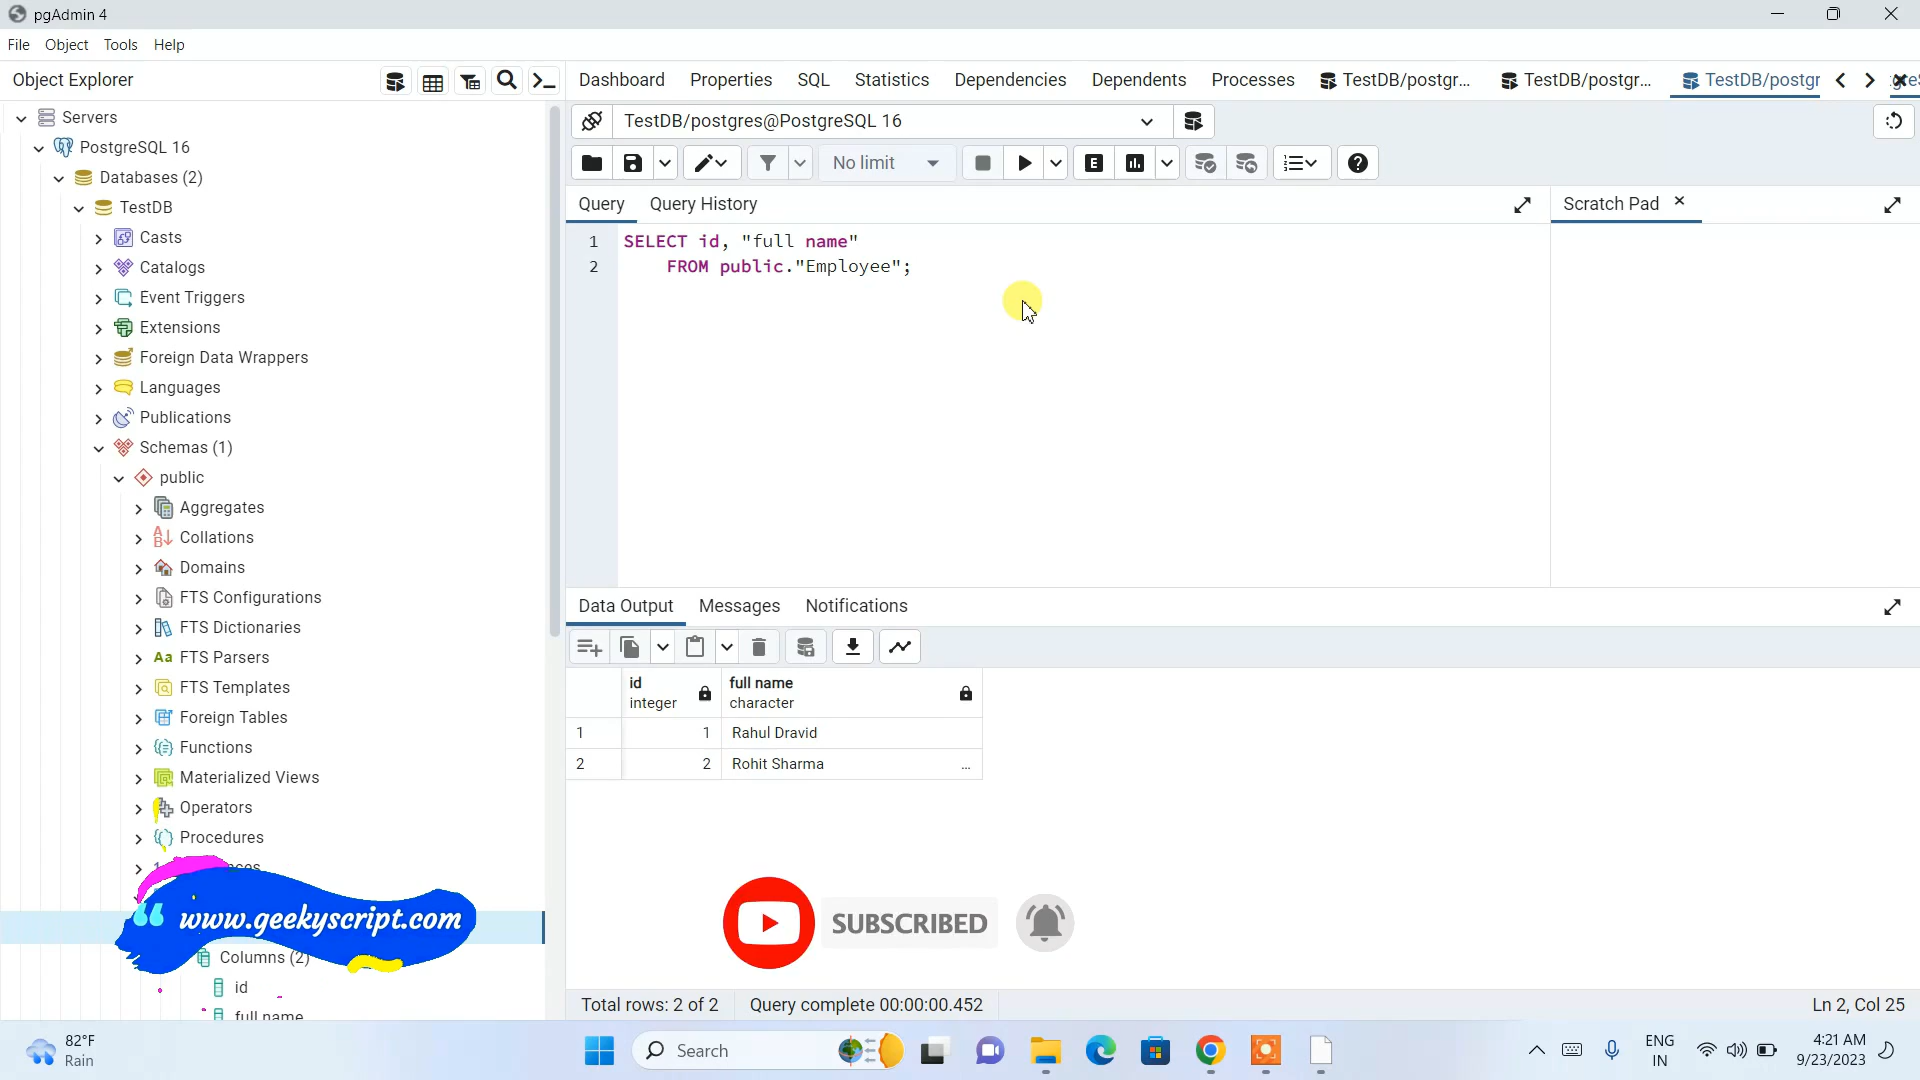 pgAdmin 4
File Object Tools Help
Object Explorer
Dashboard Properties SQL Statistics Dependencies Dependents Processes TestDB/postgr... TestDB/postgr... TestDB/postgr
Servers
PostgreSQL 16
Databases (2)
TestDB
Casts
Catalogs
Event Triggers
Extensions
Foreign Data Wrappers
Languages
Publications
Schemas (1)
public
Aggregates
Collations
Domains
FTS Configurations
FTS Dictionaries
Aa FTS Parsers
FTS Templates
Foreign Tables
Functions
Materialized Views
Operators
Procedures
www.geekyscript.com
Columns (2)
id
full name
TestDB/postgres@PostgreSQL 16
No limit
E
Query Query History
Scratch Pad
1 SELECT id, "full name"
2 FROM public."Employee";
Data Output Messages Notifications
id full name
integer character
1 1 Rahul Dravid
2 2 Rohit Sharma ...
SUBSCRIBED
Total rows: 2 of 2 Query complete 00:00:00.452 Ln 2, Col 25
82°F
Rain
Search
ENG
IN
4:21 AM
9/23/2023